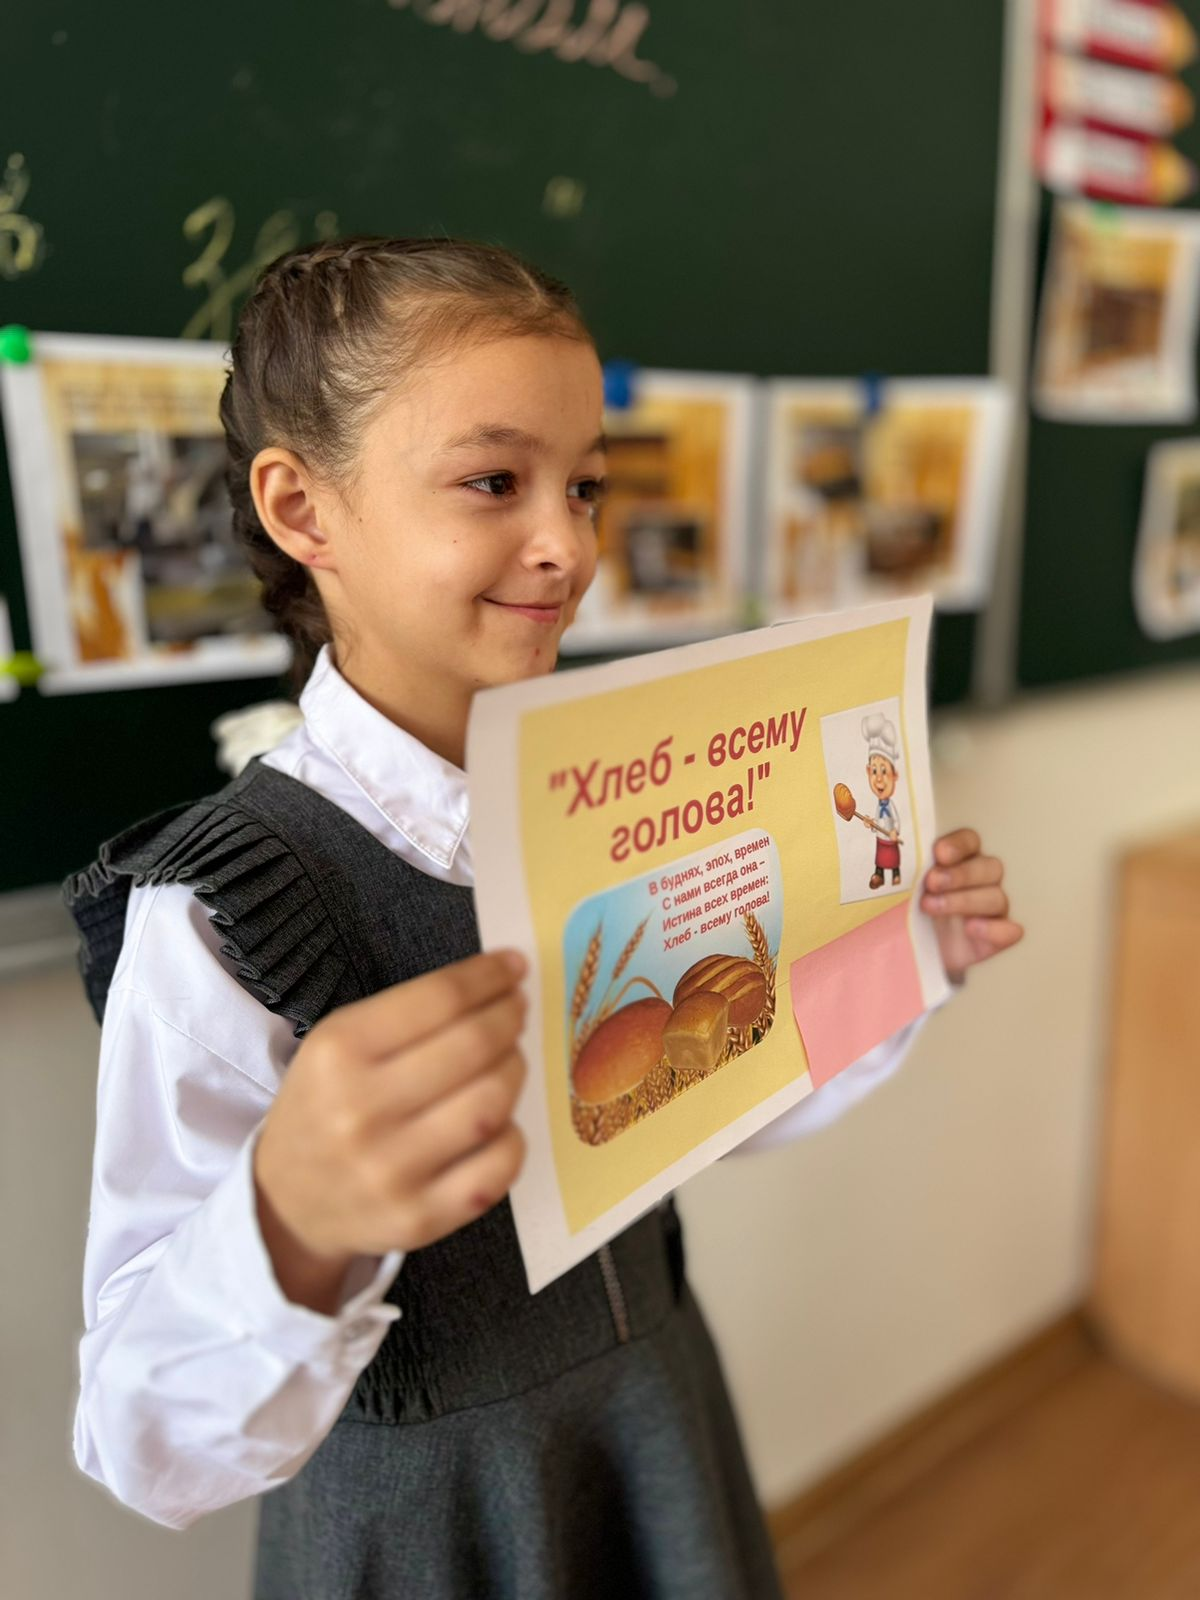 "Хлеб - всему
голова!"
В буднях, эпох, времен
С нами всегда она –
Истина всех времен:
Хлеб - всему голова!